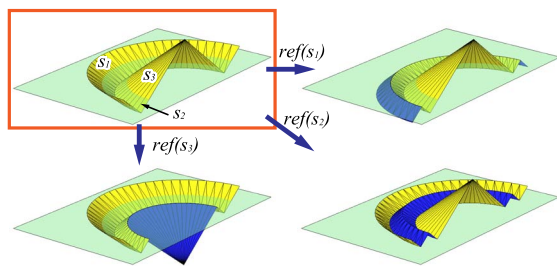 s₁
s₃
s₂
ref(s₁)
ref(s₂)
ref(s₃)